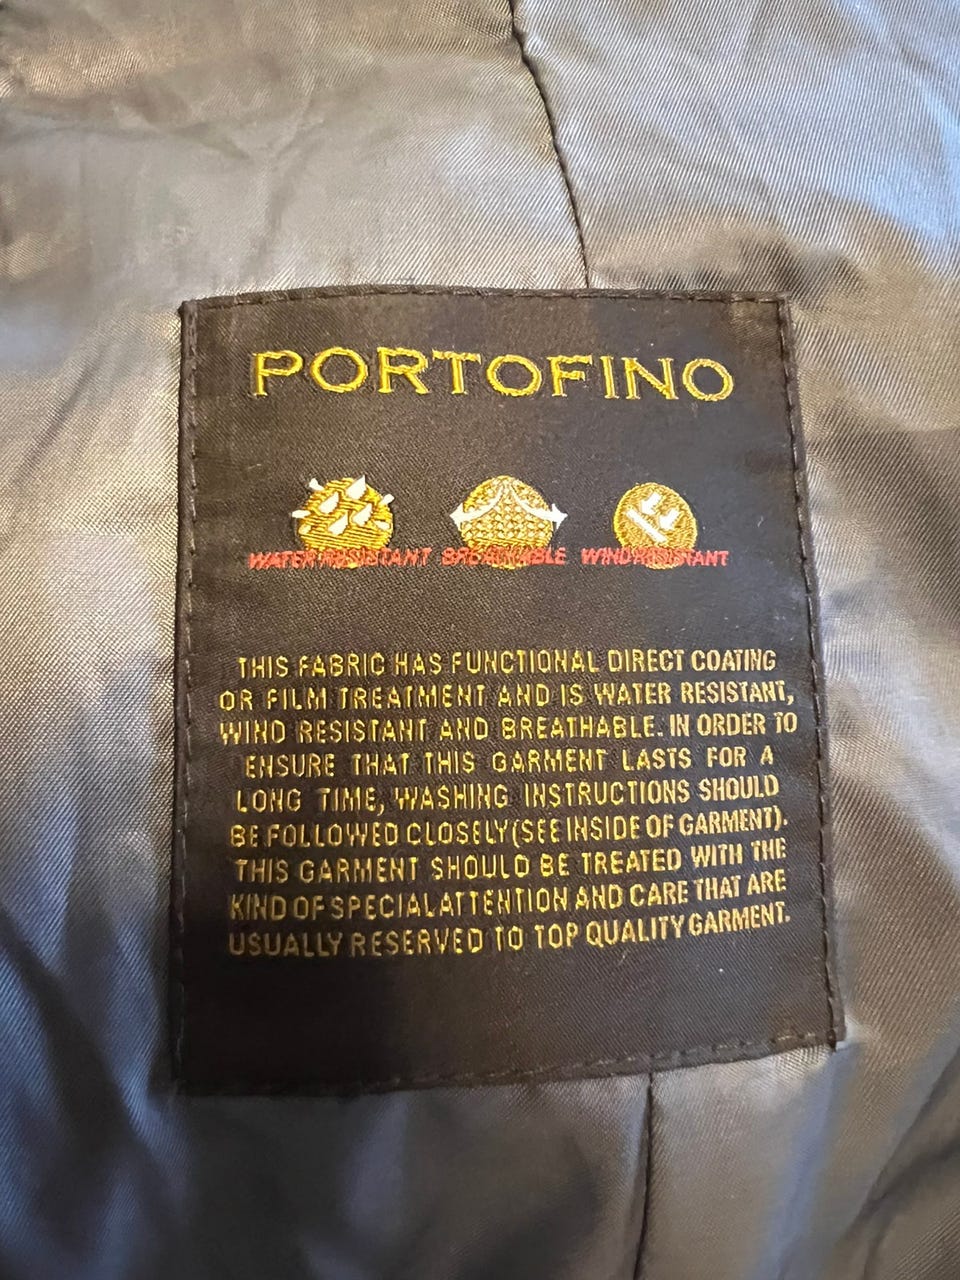 PORTOFINO
WATER RESISTANT BREATHABLE WIND RESISTANT
THIS FABRIC HAS FUNCTIONAL DIRECT COATING
OR FILM TREATMENT AND IS WATER RESISTANT,
WIND RESISTANT AND BREATHABLE. IN ORDER TO
ENSURE THAT THIS GARMENT LASTS FOR A
LONG TIME, WASHING INSTRUCTIONS SHOULD
BE FOLLOWED CLOSELY (SEE INSIDE OF GARMENT).
THIS GARMENT SHOULD BE TREATED WITH THE
KIND OF SPECIAL ATTENTION AND CARE THAT ARE
USUALLY RESERVED TO TOP QUALITY GARMENT.